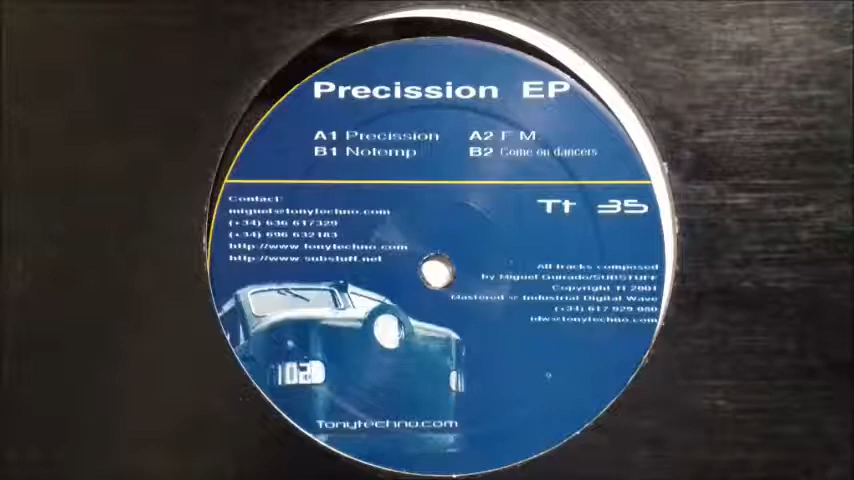 Precission EP
A1 Precission A2 F M
B1 Notemp B2 Come on dancers
Contact:
miguel@tonytechno.com
(+34) 636 617329
(+34) 696 632183
http://www.tonytechno.com
http://www.substuff.net
Tt 35
All tracks composed
by Miguel Guirado/SUBSTUFF
Copyright Tt 2001
Mastered @ Industrial Digital Wave
(+34) 617 929 080
idw@tonytechno.com
102
Tonytechno.com